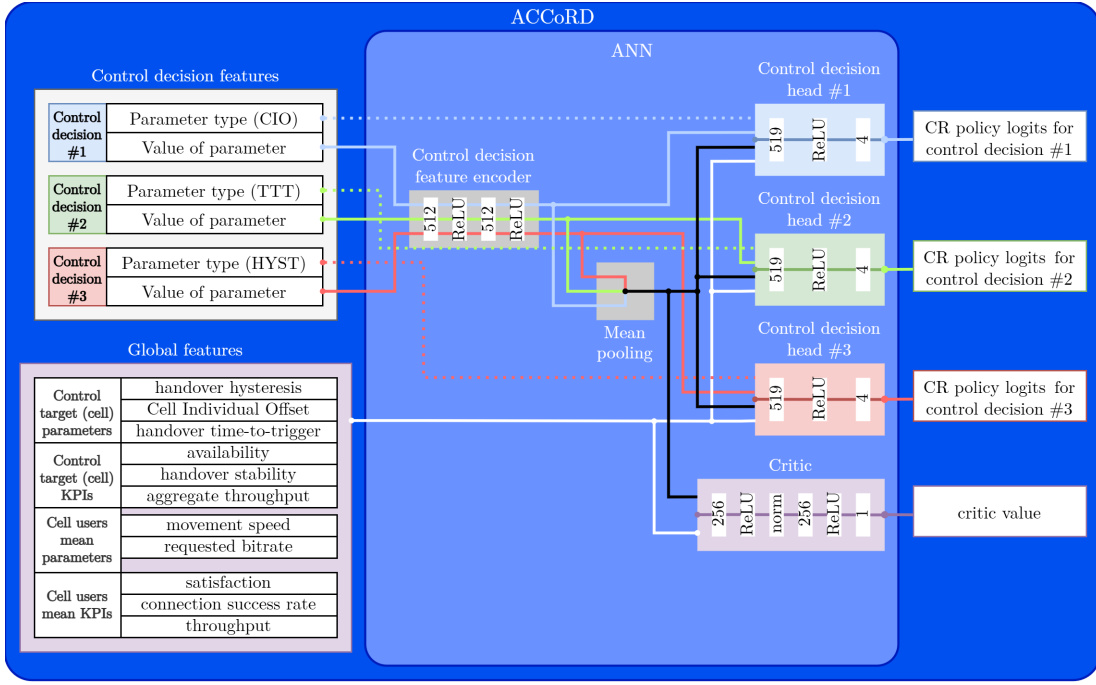 ACCoRD
ANN
Control decision features
Control
decision
#1
Parameter type (CIO)
Value of parameter
Control
decision
#2
Parameter type (TTT)
Value of parameter
Control
decision
#3
Parameter type (HYST)
Value of parameter
Global features
Control
target (cell)
parameters
handover hysteresis
Cell Individual Offset
handover time-to-trigger
Control
target (cell)
KPIs
availability
handover stability
aggregate throughput
Cell users
mean
parameters
movement speed
requested bitrate
Cell users
mean KPIs
satisfaction
connection success rate
throughput
Control decision
feature encoder
512
ReLU
512
ReLU
Mean
pooling
Control decision
head #1
519
ReLU
4
Control decision
head #2
519
ReLU
4
Control decision
head #3
519
ReLU
4
Critic
256
ReLU
norm
256
ReLU
1
CR policy logits for
control decision #1
CR policy logits for
control decision #2
CR policy logits for
control decision #3
critic value